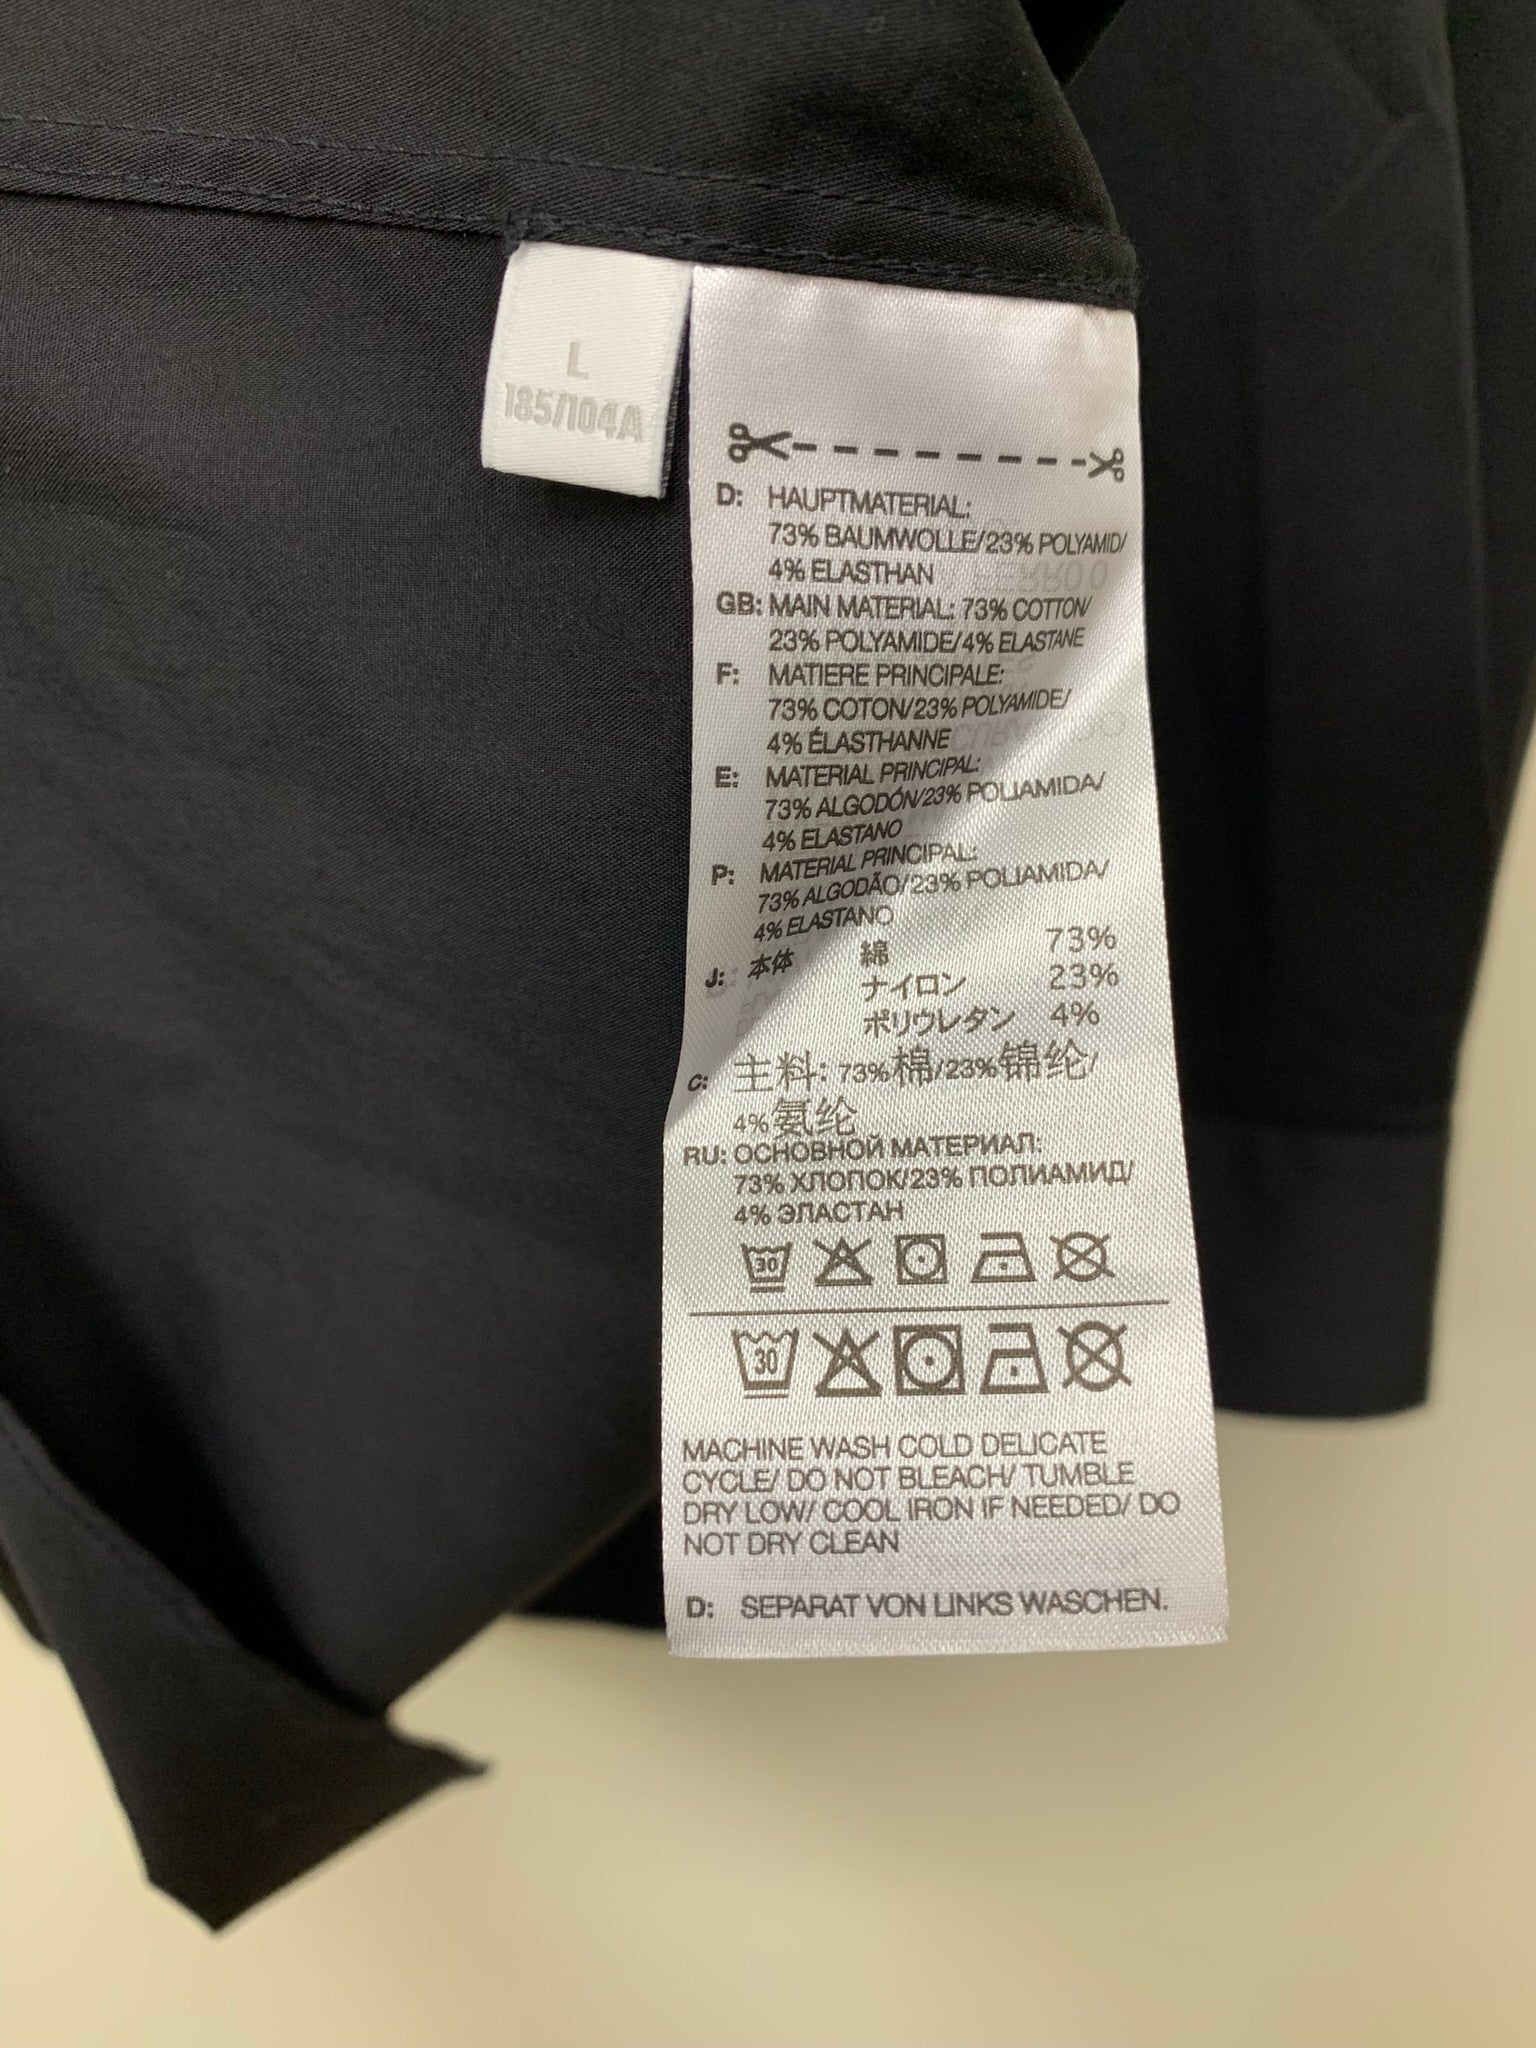 L
185/104A
D: HAUPTMATERIAL:
73% BAUMWOLLE/23% POLYAMID/
4% ELASTHAN
GB: MAIN MATERIAL: 73% COTTON/
23% POLYAMIDE/4% ELASTANE
F: MATIERE PRINCIPALE:
73% COTON/23% POLYAMIDE/
4% ÉLASTHANNE
E: MATERIAL PRINCIPAL:
73% ALGODÓN/23% POLIAMIDA/
4% ELASTANO
P: MATERIAL PRINCIPAL:
73% ALGODÃO/23% POLIAMIDA/
4% ELASTANO
J: 本体 綿 73%
ナイロン 23%
ポリウレタン 4%
C: 主料: 73%棉/23%锦纶/
4%氨纶
RU: ОСНОВНОЙ МАТЕРИАЛ:
73% ХЛОПОК/23% ПОЛИАМИД/
4% ЭЛАСТАН
30
30
MACHINE WASH COLD DELICATE
CYCLE/ DO NOT BLEACH/ TUMBLE
DRY LOW/ COOL IRON IF NEEDED/ DO
NOT DRY CLEAN
D: SEPARAT VON LINKS WASCHEN.